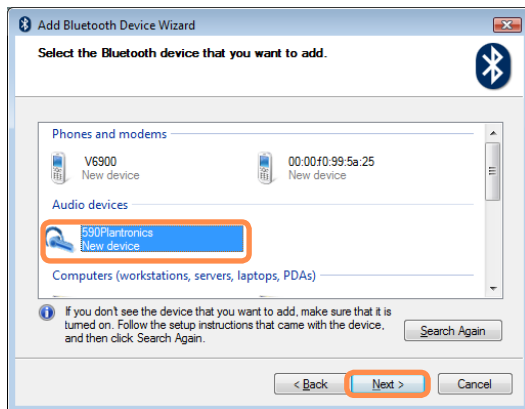 Add Bluetooth Device Wizard
Select the Bluetooth device that you want to add.
Phones and modems
V6900
New device
00:00:f0:99:5a:25
New device
Audio devices
590Plantronics
New device
Computers (workstations, servers, laptops, PDAs)
If you don't see the device that you want to add, make sure that it is
turned on. Follow the setup instructions that came with the device,
and then click Search Again.
Search Again
< Back
Next >
Cancel